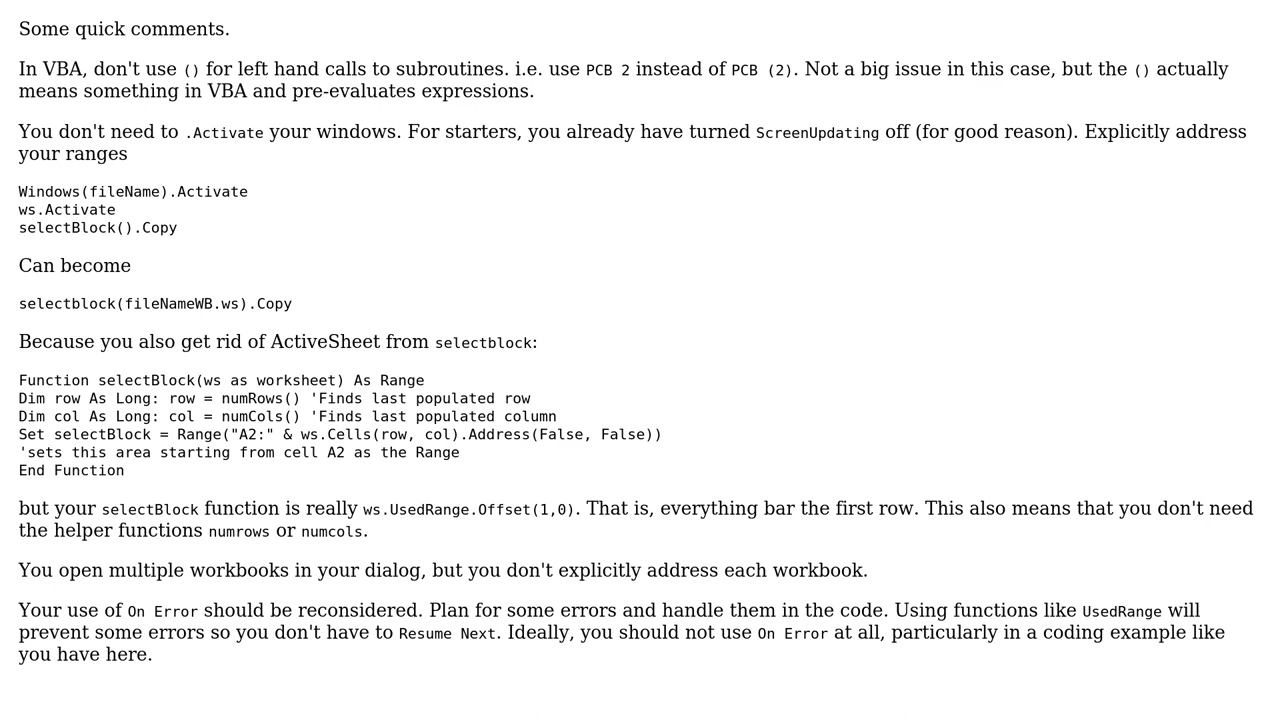 Some quick comments.
In VBA, don't use () for left hand calls to subroutines. i.e. use PCB 2 instead of PCB (2). Not a big issue in this case, but the () actually
means something in VBA and pre-evaluates expressions.
You don't need to .Activate your windows. For starters, you already have turned ScreenUpdating off (for good reason). Explicitly address
your ranges
Windows(fileName).Activate
ws.Activate
selectBlock().Copy
Can become
selectblock(fileNameWB.ws).Copy
Because you also get rid of ActiveSheet from selectblock:
Function selectBlock(ws as worksheet) As Range
Dim row As Long: row = numRows() 'Finds last populated row
Dim col As Long: col = numCols() 'Finds last populated column
Set selectBlock = Range("A2:" & ws.Cells(row, col).Address(False, False))
'sets this area starting from cell A2 as the Range
End Function
but your selectBlock function is really ws.UsedRange.Offset(1,0). That is, everything bar the first row. This also means that you don't need
the helper functions numrows or numcols.
You open multiple workbooks in your dialog, but you don't explicitly address each workbook.
Your use of On Error should be reconsidered. Plan for some errors and handle them in the code. Using functions like UsedRange will
prevent some errors so you don't have to Resume Next. Ideally, you should not use On Error at all, particularly in a coding example like
you have here.